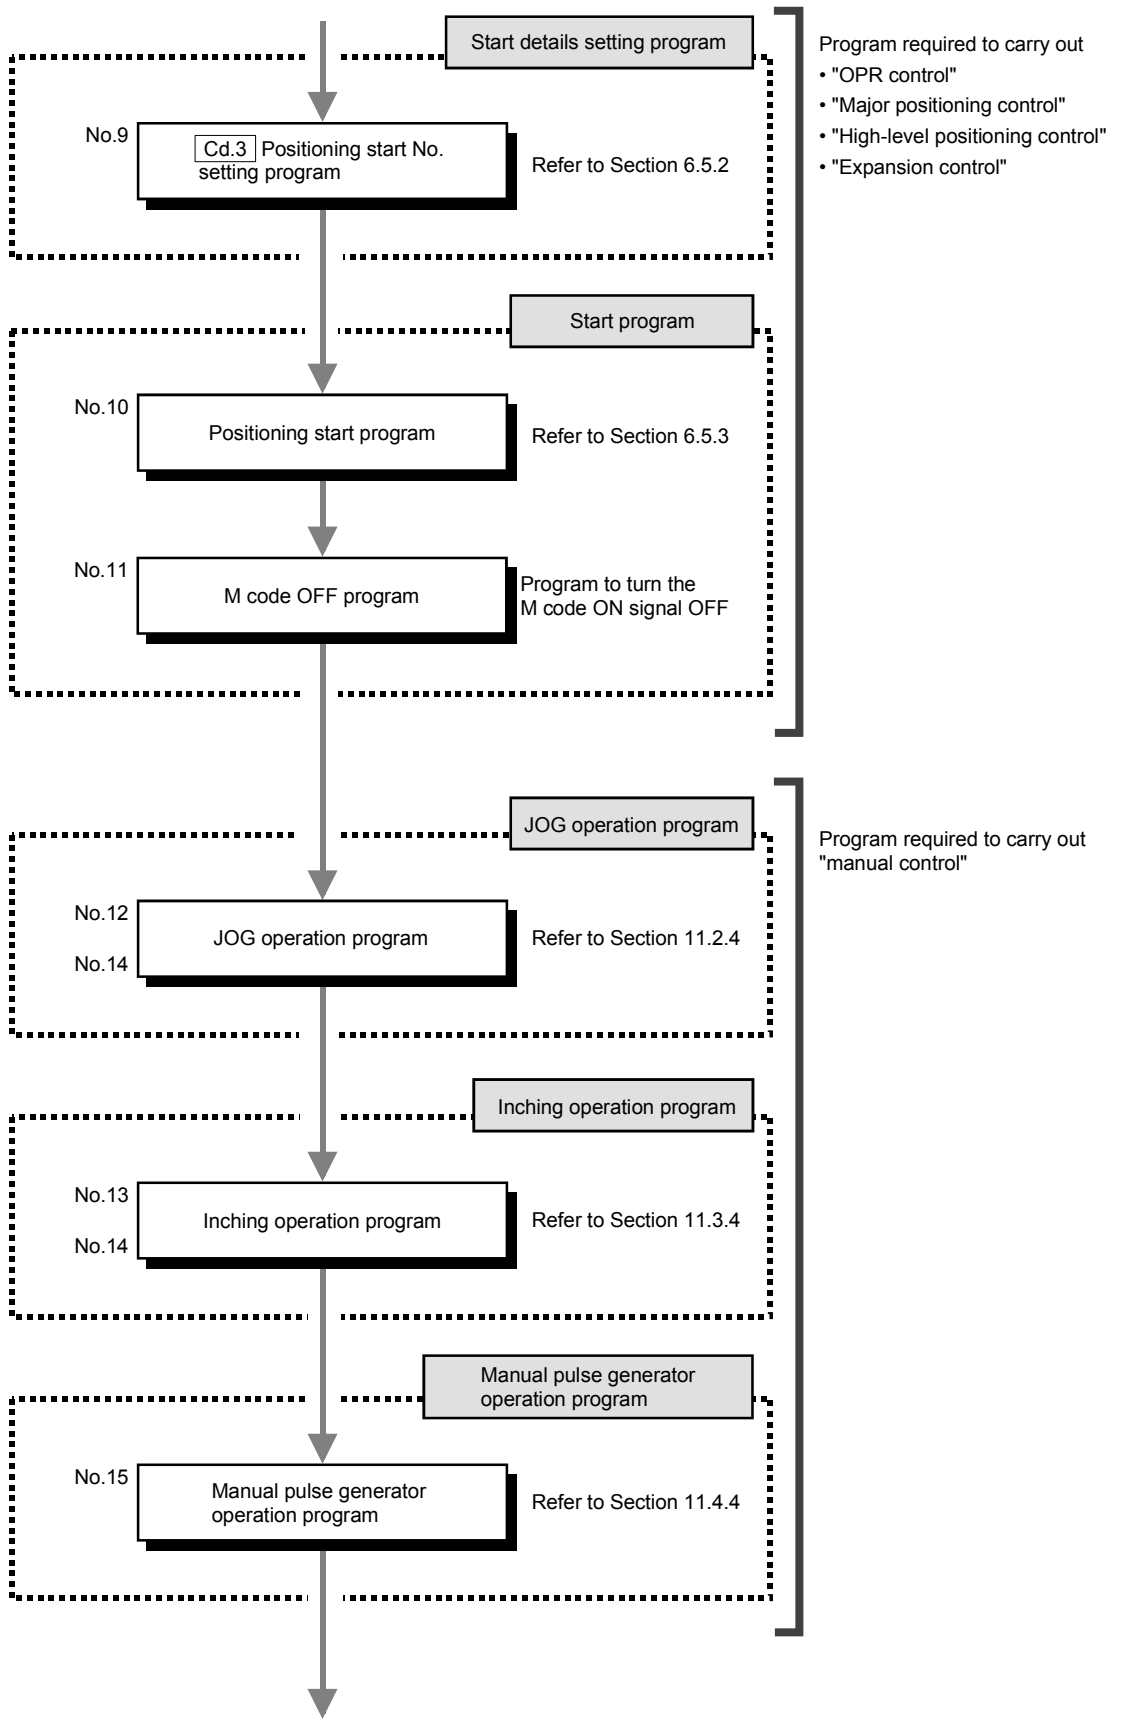 Start details setting program
Program required to carry out
• "OPR control"
• "Major positioning control"
• "High-level positioning control"
• "Expansion control"
No.9
Cd.3 Positioning start No.
setting program
Refer to Section 6.5.2
Start program
No.10
Positioning start program
Refer to Section 6.5.3
No.11
M code OFF program
Program to turn the
M code ON signal OFF
JOG operation program
Program required to carry out
"manual control"
No.12
JOG operation program
No.14
Refer to Section 11.2.4
Inching operation program
No.13
Inching operation program
No.14
Refer to Section 11.3.4
Manual pulse generator
operation program
No.15
Manual pulse generator
operation program
Refer to Section 11.4.4